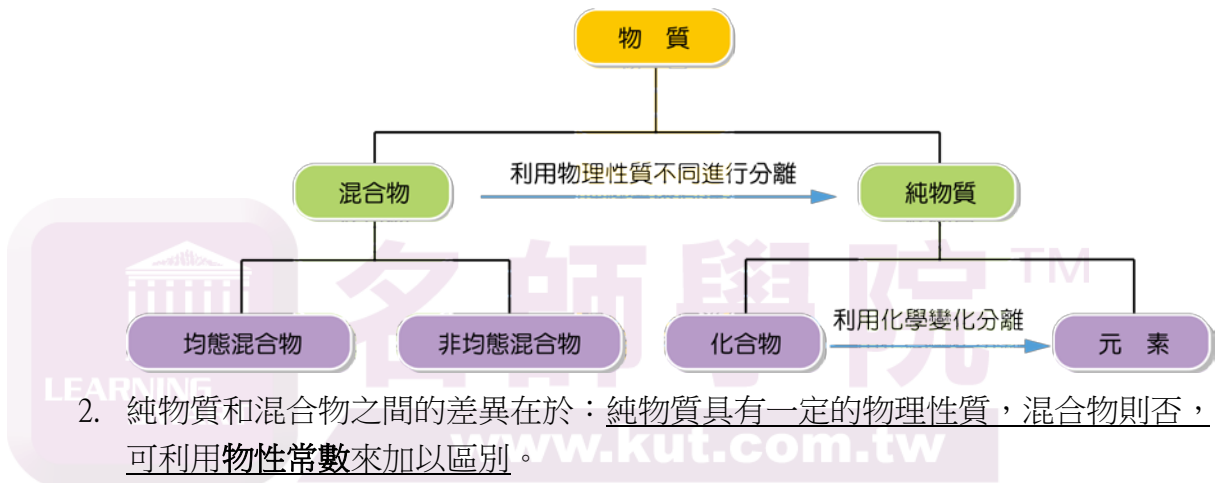 物 質
利用物理性質不同進行分離
混合物
純物質
名師學院™
利用化學變化分離
均態混合物
非均態混合物
化合物
元 素
LEARNING
2. 純物質和混合物之間的差異在於：純物質具有一定的物理性質，混合物則否，
可利用物性常數來加以區別。
www.kut.com.tw